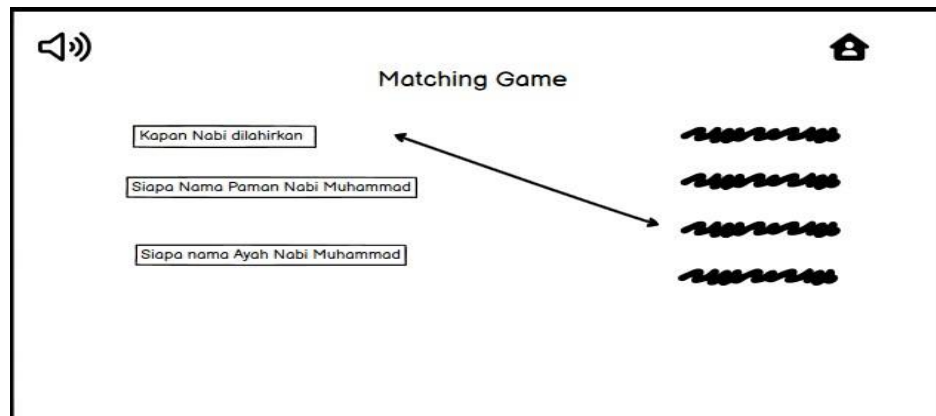 Matching Game
Kapan Nabi dilahirkan
Siapa Nama Paman Nabi Muhammad
Siapa nama Ayah Nabi Muhammad